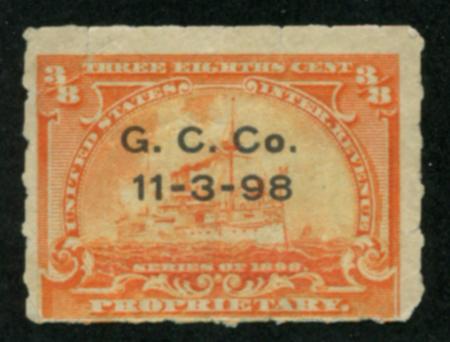 THREE EIGHTHS CENT
3/8
3/8
UNITED STATES
INTER. REVENUE
G. C. Co.
11-3-98
SERIES OF 1898.
PROPRIETARY.